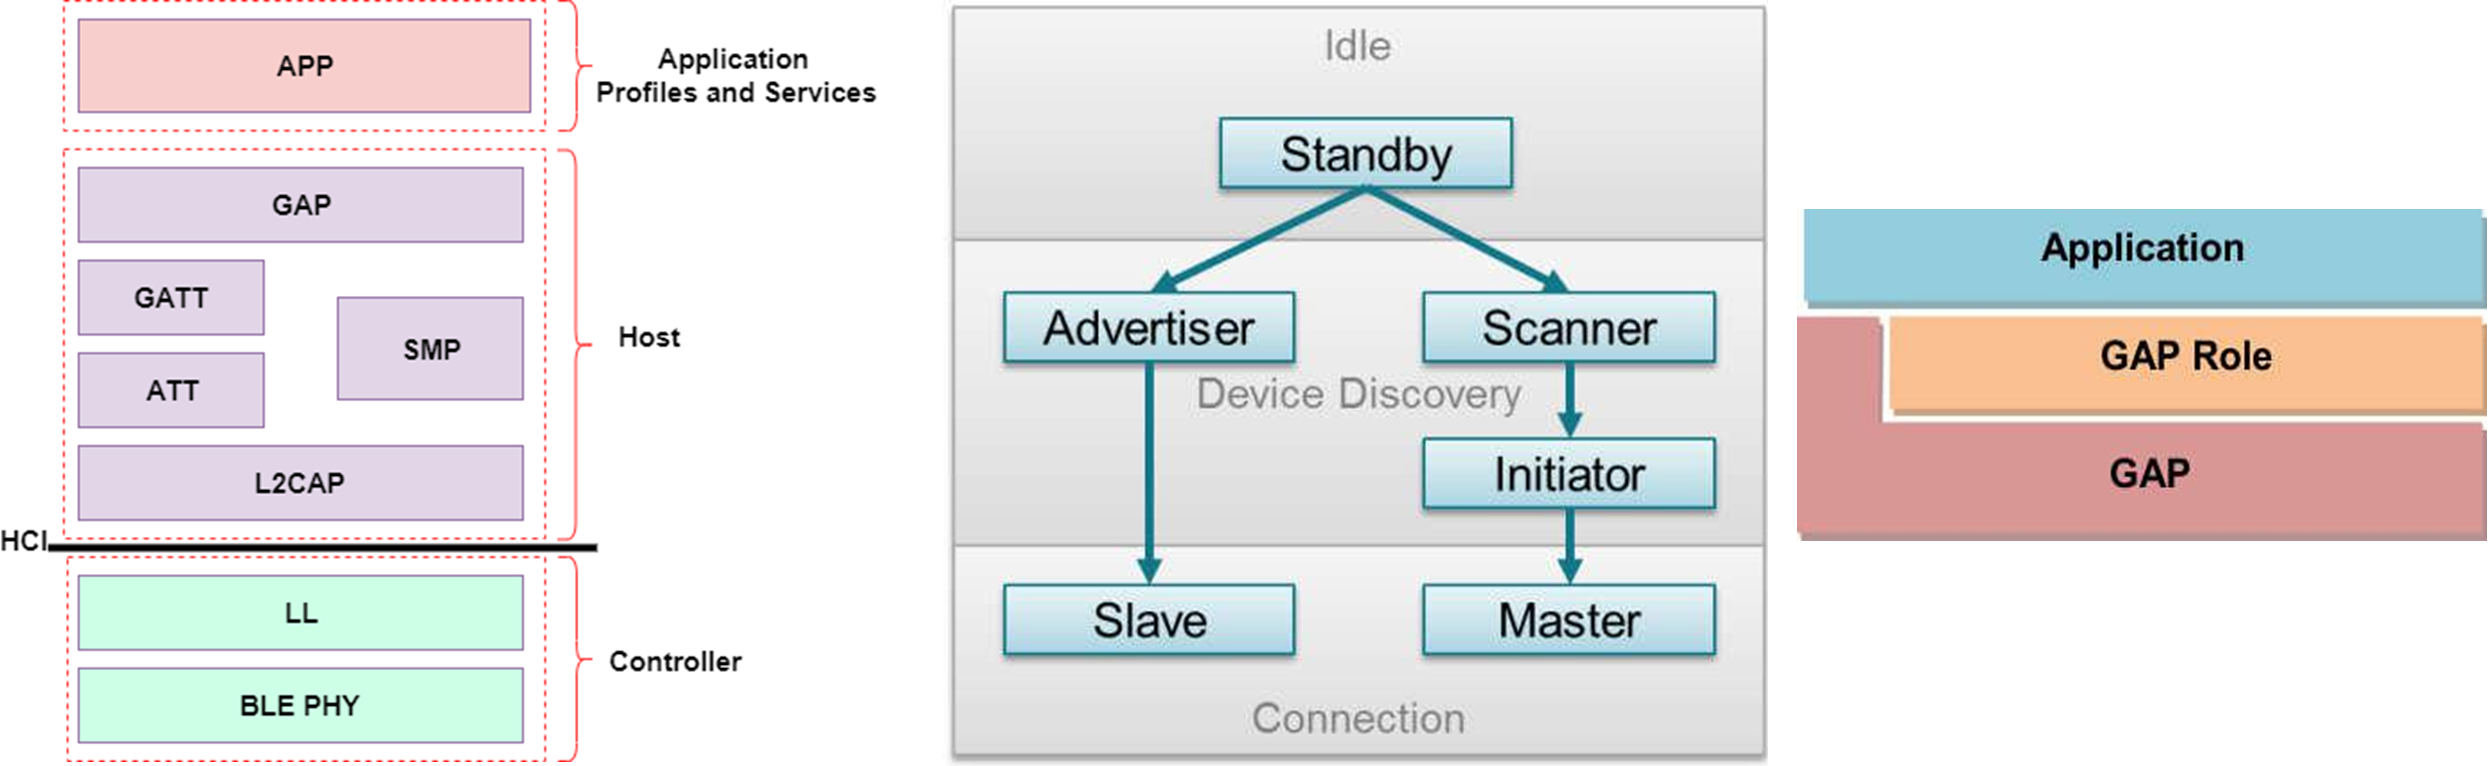 APP
Application
Profiles and Services
GAP
GATT
SMP
ATT
L2CAP
Host
HCI
LL
BLE PHY
Controller
Idle
Standby
Advertiser
Scanner
Device Discovery
Initiator
Slave
Master
Connection
Application
GAP Role
GAP